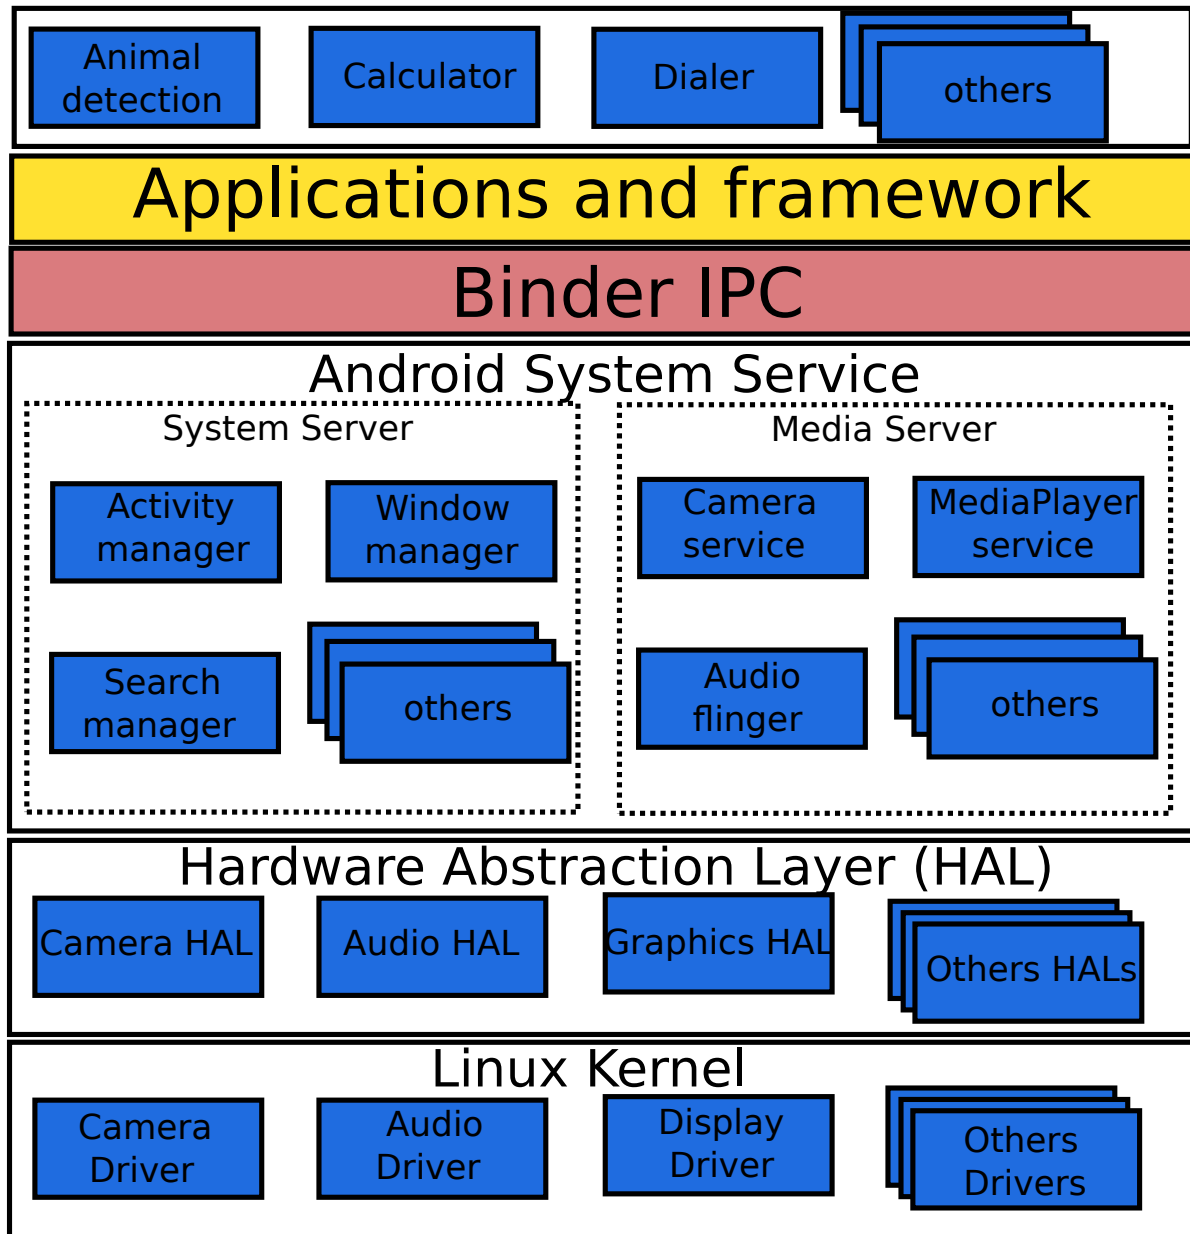 Animal
detection
Calculator
Dialer
others
Applications and framework
Binder IPC
Android System Service
System Server
Activity
manager
Window
manager
Search
manager
others
Media Server
Camera
service
MediaPlayer
service
Audio
flinger
others
Hardware Abstraction Layer (HAL)
Camera HAL
Audio HAL
Graphics HAL
Others HALs
Linux Kernel
Camera
Driver
Audio
Driver
Display
Driver
Others
Drivers